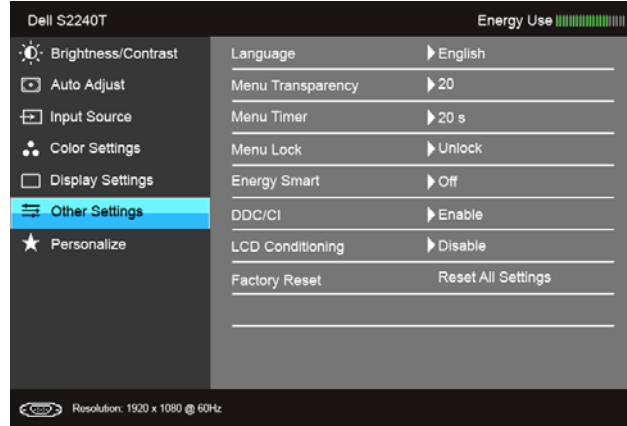 Dell S2240T
Energy Use
Brightness/Contrast
Auto Adjust
Input Source
Color Settings
Display Settings
Other Settings
Personalize
Language
English
Menu Transparency
20
Menu Timer
20 s
Menu Lock
Unlock
Energy Smart
Off
DDC/CI
Enable
LCD Conditioning
Disable
Factory Reset
Reset All Settings
Resolution: 1920 x 1080 @ 60Hz